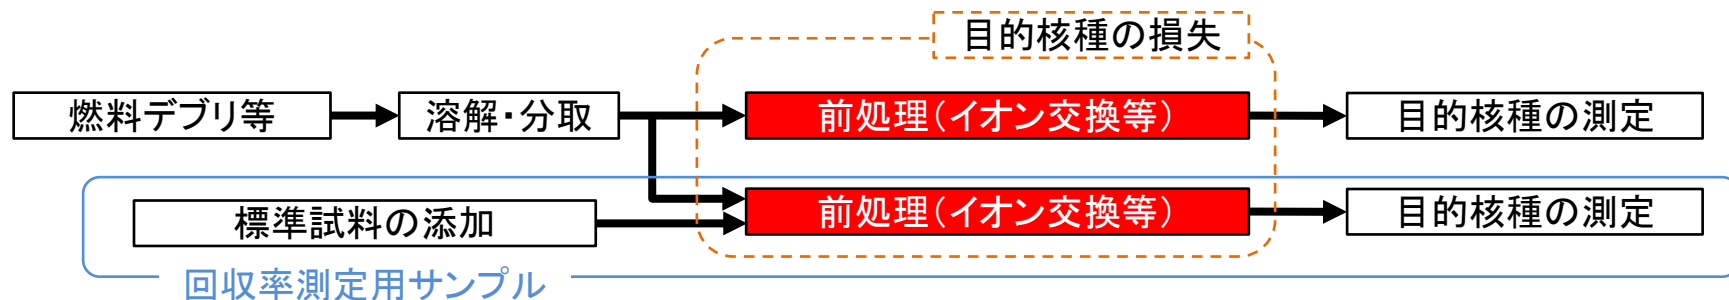 目的核種の損失
燃料デブリ等
溶解・分取
前処理（イオン交換等）
目的核種の測定
標準試料の添加
前処理（イオン交換等）
目的核種の測定
回収率測定用サンプル